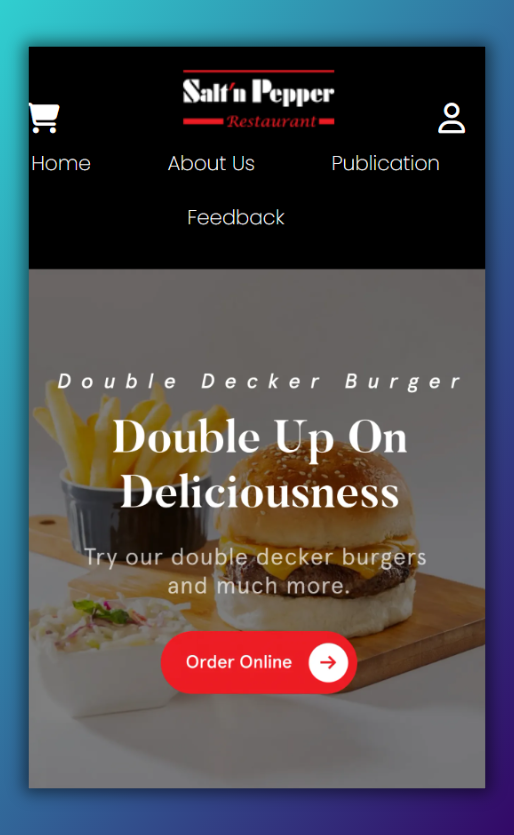 Salt'n Pepper
Restaurant
Home About Us Publication
Feedback
Double Decker Burger
Double Up On
Deliciousness
Try our double decker burgers
and much more.
Order Online